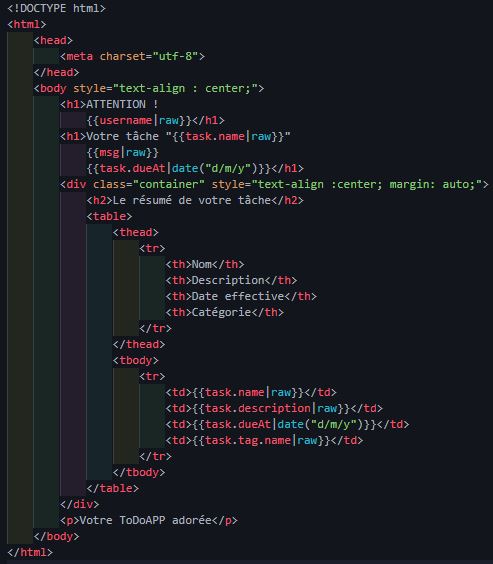 <!DOCTYPE html>
<html>
<head>
<meta charset="utf-8">
</head>
<body style="text-align : center;">
<h1>ATTENTION !
{{username|raw}}</h1>
<h1>Votre tâche "{{task.name|raw}}"
{{msg|raw}}
{{task.dueAt|date("d/m/y")}}</h1>
<div class="container" style="text-align :center; margin: auto;">
<h2>Le résumé de votre tâche</h2>
<table>
<thead>
<tr>
<th>Nom</th>
<th>Description</th>
<th>Date effective</th>
<th>Catégorie</th>
</tr>
</thead>
<tbody>
<tr>
<td>{{task.name|raw}}</td>
<td>{{task.description|raw}}</td>
<td>{{task.dueAt|date("d/m/y")}}</td>
<td>{{task.tag.name|raw}}</td>
</tr>
</tbody>
</table>
</div>
<p>Votre ToDoAPP adorée</p>
</body>
</html>